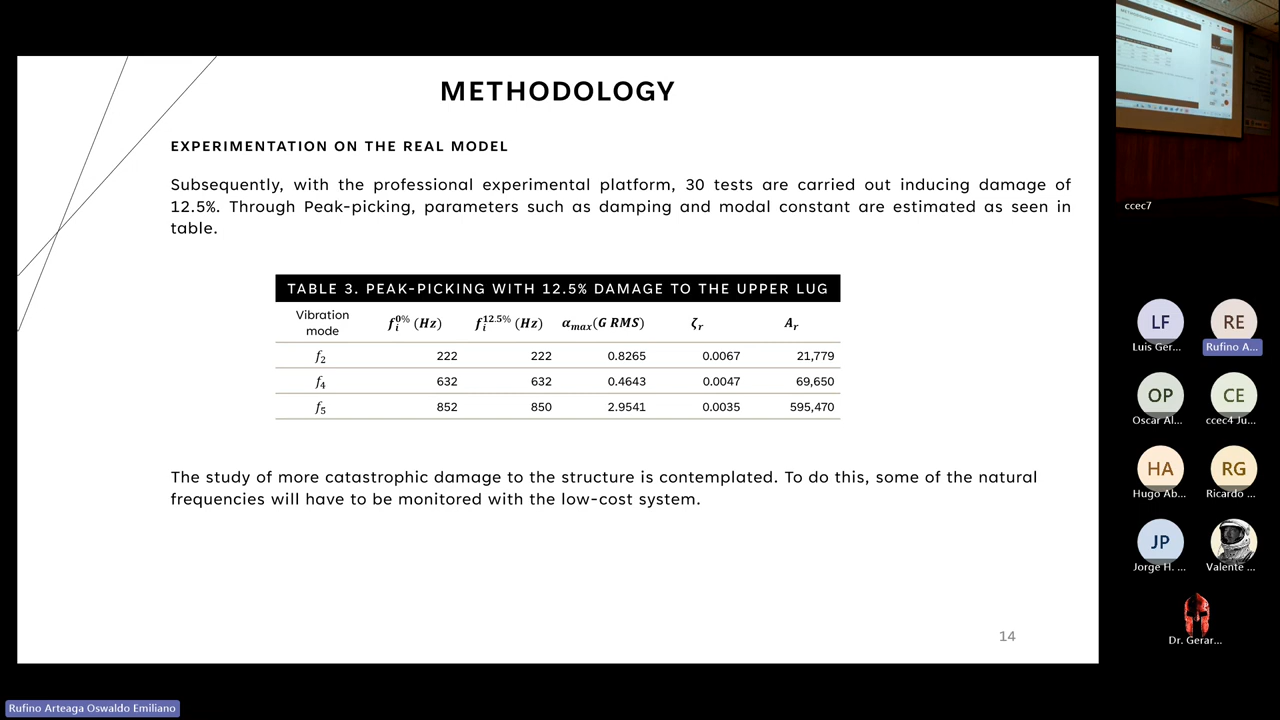 METHODOLOGY
EXPERIMENTATION ON THE REAL MODEL
Subsequently, with the professional experimental platform, 30 tests are carried out inducing damage of
12.5%. Through Peak-picking, parameters such as damping and modal constant are estimated as seen in
table.
TABLE 3. PEAK-PICKING WITH 12.5% DAMAGE TO THE UPPER LUG
Vibration mode f_i^0% (Hz) f_i^12.5% (Hz) α_max(G RMS) ζ_r A_r
f_2 222 222 0.8265 0.0067 21,779
f_4 632 632 0.4643 0.0047 69,650
f_5 852 850 2.9541 0.0035 595,470
The study of more catastrophic damage to the structure is contemplated. To do this, some of the natural
frequencies will have to be monitored with the low-cost system.
14
ccec7
LF RE
Luis Ger... Rufino A...
OP CE
Oscar Al... ccec4 Ju...
HA RG
Hugo Ab... Ricardo ...
JP
Jorge H. ... Valente ...
Dr. Gerar...
Rufino Arteaga Oswaldo Emiliano